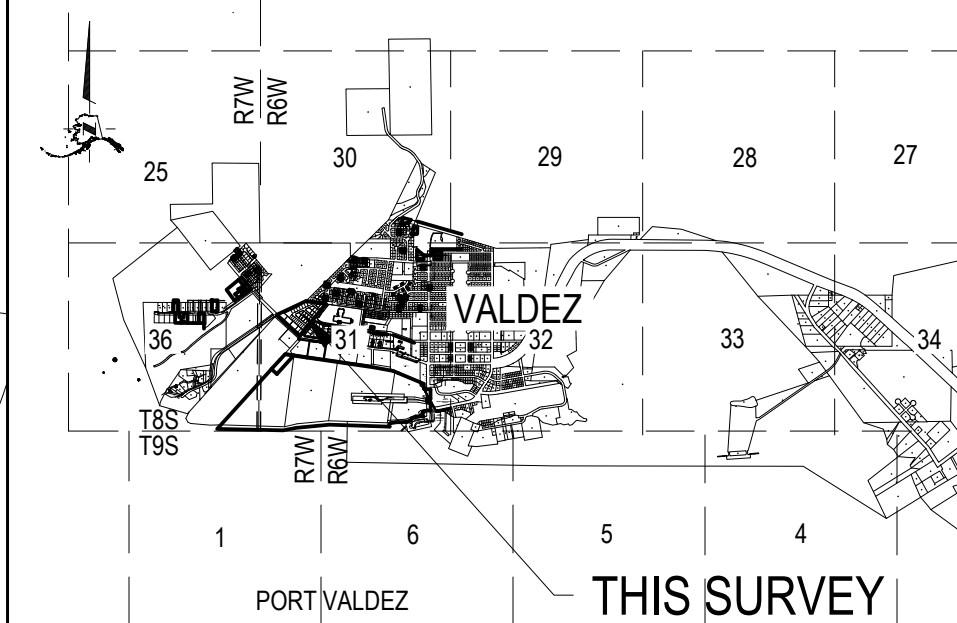 R7W
R6W
25
30
29
28
27
VALDEZ
36
31
32
33
34
T8S
T9S
R7W
R6W
1
6
5
4
PORT VALDEZ
THIS SURVEY